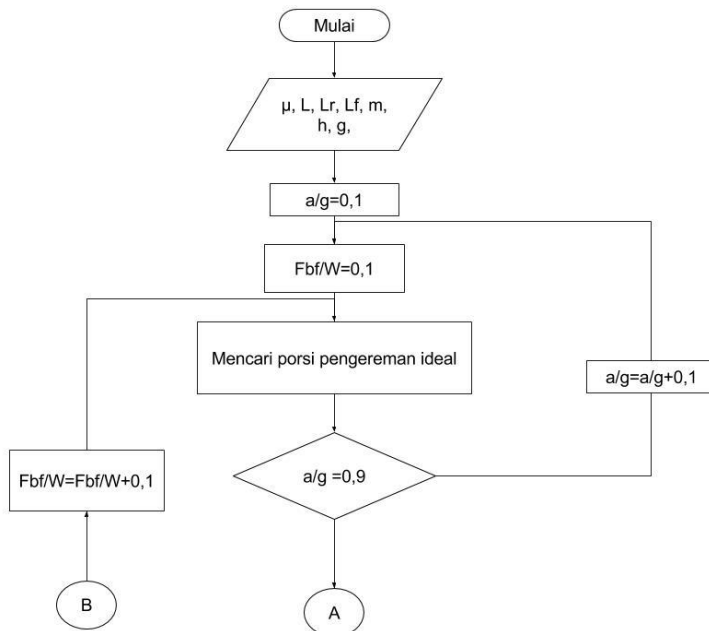 Mulai
μ, L, Lr, Lf, m,
h, g,
a/g=0,1
Fbf/W=0,1
Mencari porsi pengereman ideal
a/g=a/g+0,1
a/g =0,9
Fbf/W=Fbf/W+0,1
B
A